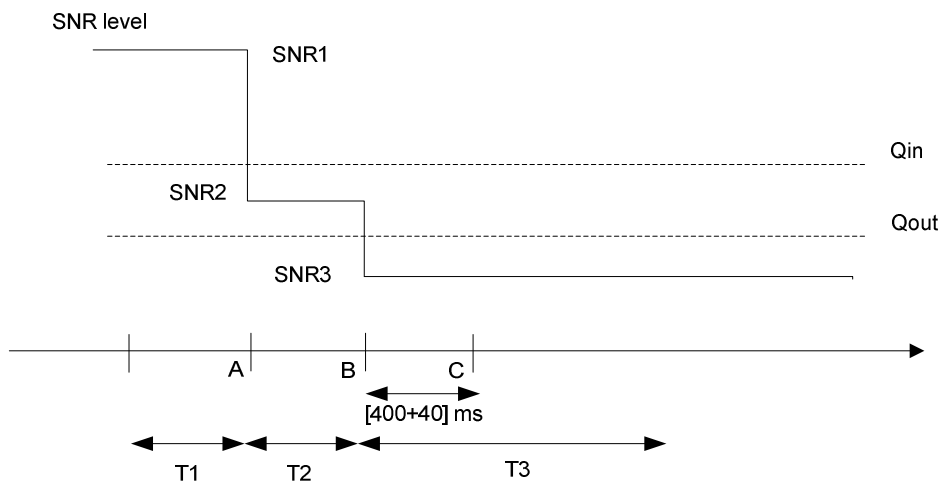 SNR level
SNR1
Qin
SNR2
Qout
SNR3
A
B
C
[400+40] ms
T1
T2
T3